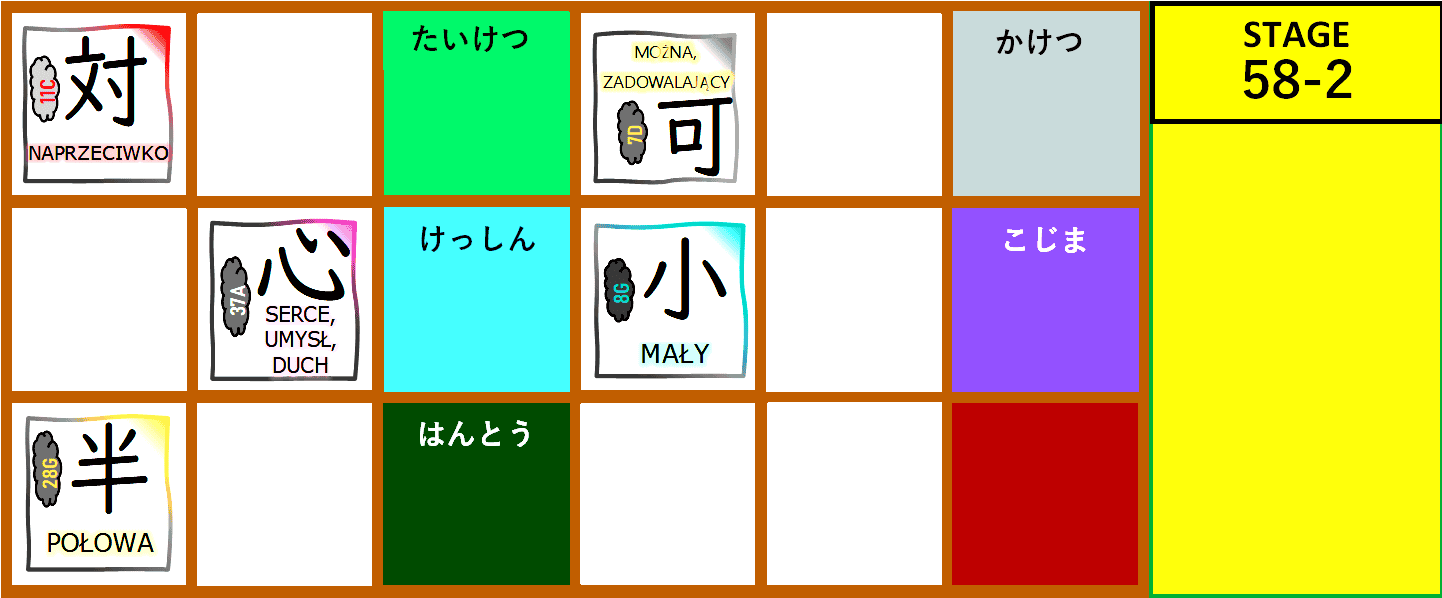 11C
対
NAPRZECIWKO
たいけつ
MOŻNA,
ZADOWALAJĄCY
7D
可
かけつ
STAGE
58-2
37A
心
SERCE,
UMYSŁ,
DUCH
けっしん
8G
小
MAŁY
こじま
28G
半
POŁOWA
はんとう